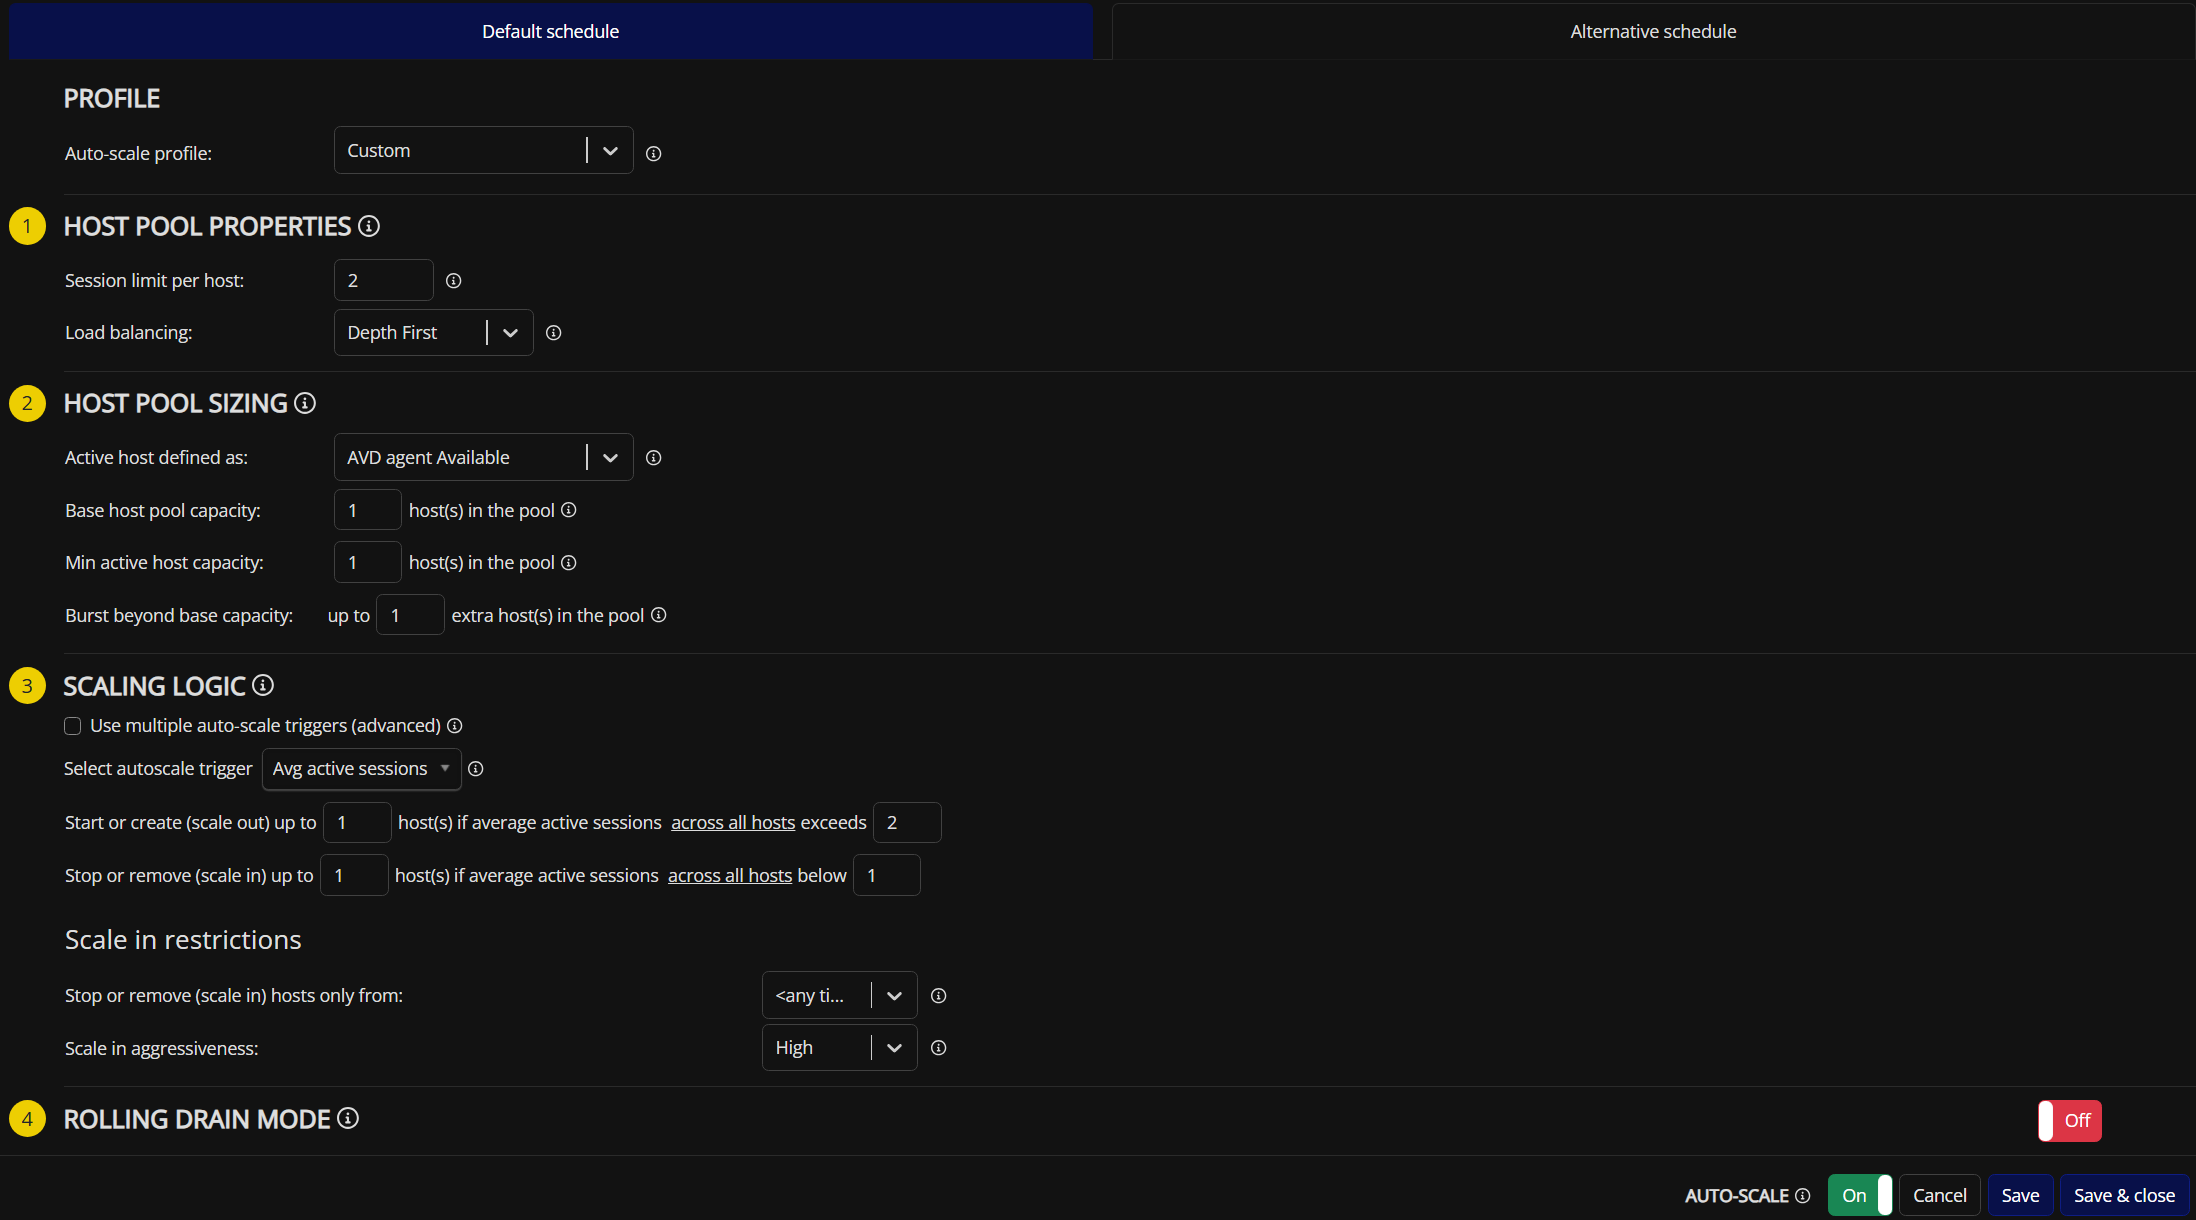 Default schedule
Alternative schedule
PROFILE
Auto-scale profile: Custom
1 HOST POOL PROPERTIES
Session limit per host: 2
Load balancing: Depth First
2 HOST POOL SIZING
Active host defined as: AVD agent Available
Base host pool capacity: 1 host(s) in the pool
Min active host capacity: 1 host(s) in the pool
Burst beyond base capacity: up to 1 extra host(s) in the pool
3 SCALING LOGIC
Use multiple auto-scale triggers (advanced)
Select autoscale trigger Avg active sessions
Start or create (scale out) up to 1 host(s) if average active sessions across all hosts exceeds 2
Stop or remove (scale in) up to 1 host(s) if average active sessions across all hosts below 1
Scale in restrictions
Stop or remove (scale in) hosts only from: <any ti...
Scale in aggressiveness: High
4 ROLLING DRAIN MODE Off
AUTO-SCALE On Cancel Save Save & close